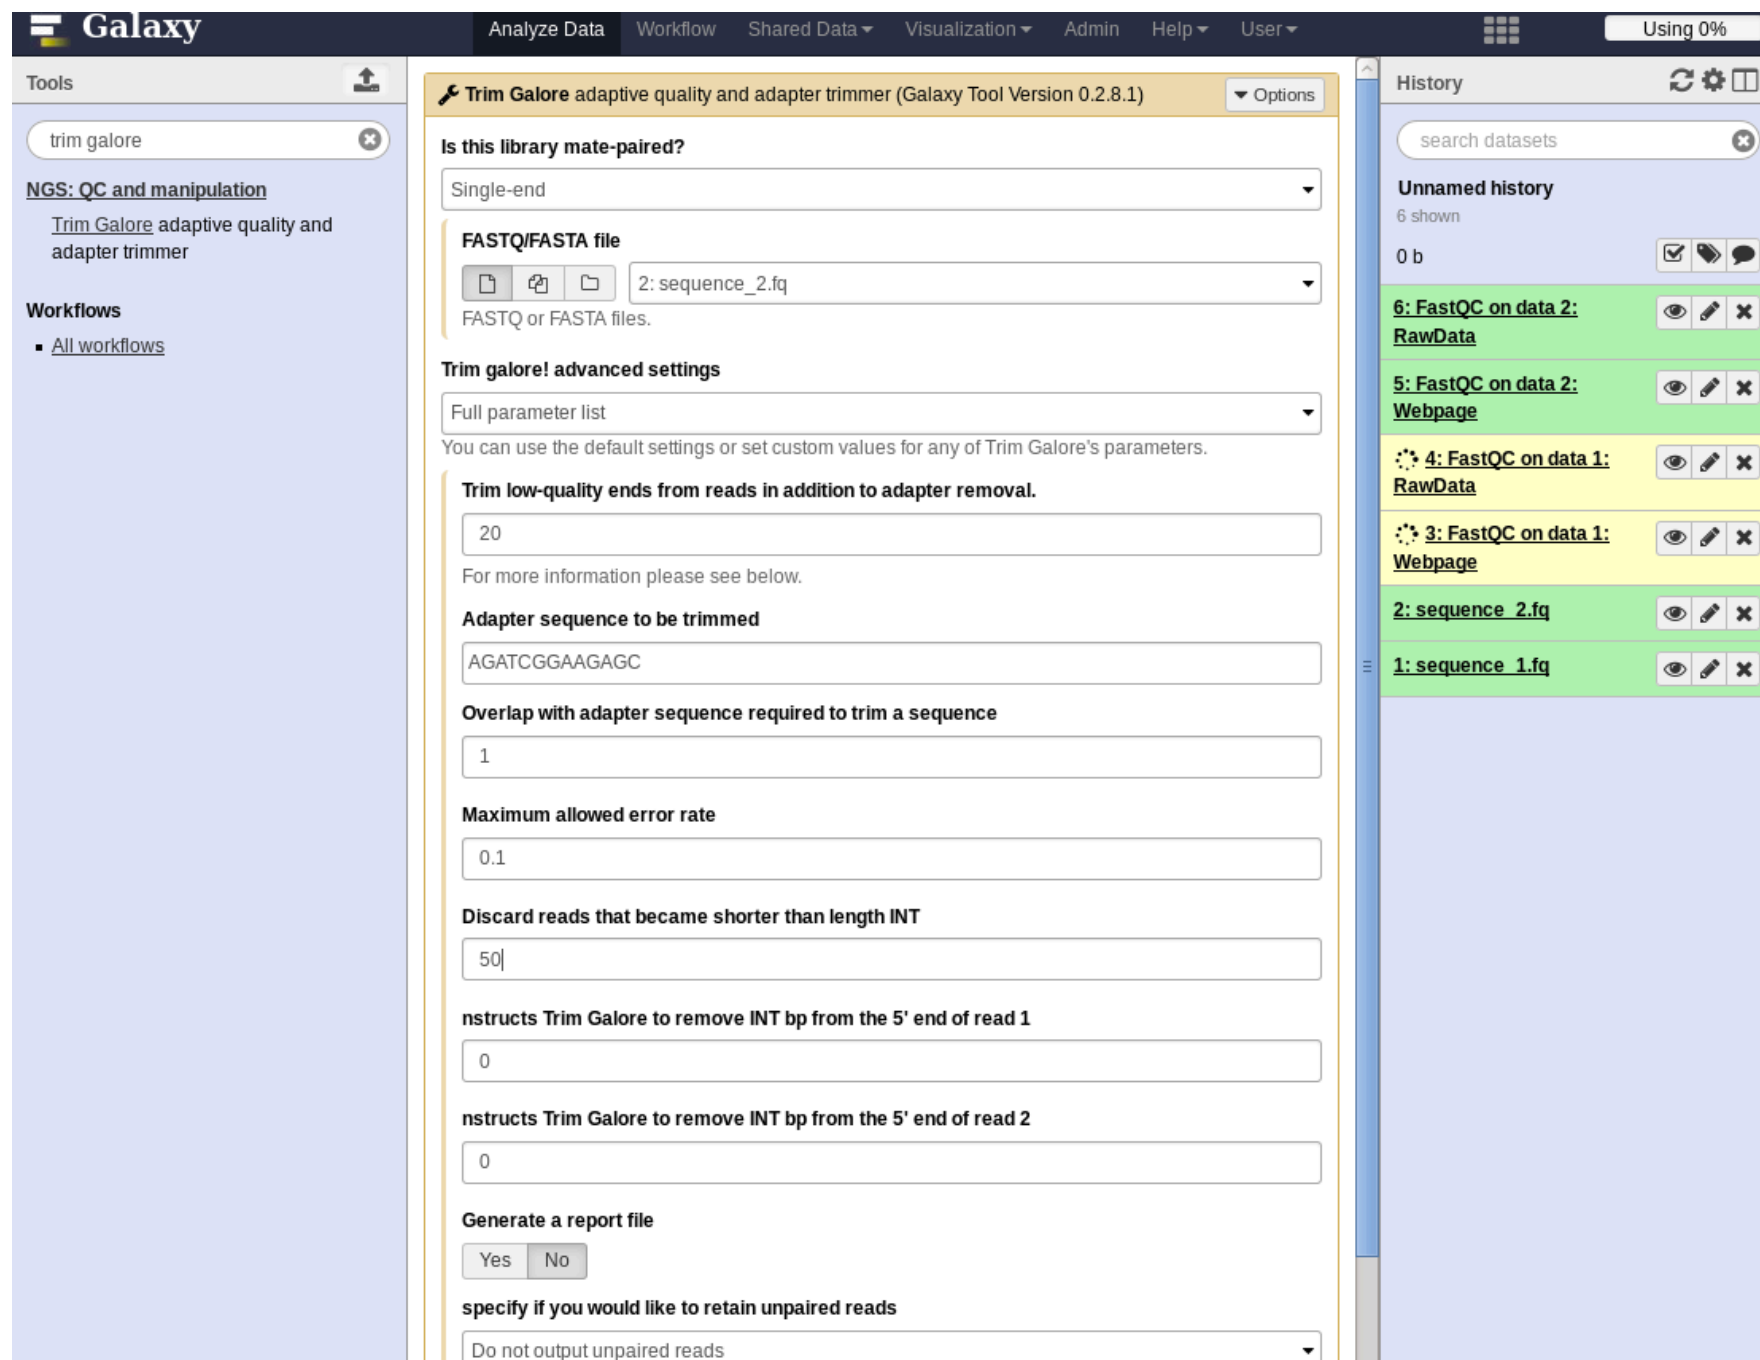 Galaxy
Analyze Data Workflow Shared Data Visualization Admin Help User
Using 0%
Tools
trim galore
NGS: QC and manipulation
Trim Galore adaptive quality and
adapter trimmer
Workflows
All workflows
Trim Galore adaptive quality and adapter trimmer (Galaxy Tool Version 0.2.8.1)
Options
Is this library mate-paired?
Single-end
FASTQ/FASTA file
2: sequence_2.fq
FASTQ or FASTA files.
Trim galore! advanced settings
Full parameter list
You can use the default settings or set custom values for any of Trim Galore's parameters.
Trim low-quality ends from reads in addition to adapter removal.
20
For more information please see below.
Adapter sequence to be trimmed
AGATCGGAAGAGC
Overlap with adapter sequence required to trim a sequence
1
Maximum allowed error rate
0.1
Discard reads that became shorter than length INT
50
nstructs Trim Galore to remove INT bp from the 5' end of read 1
0
nstructs Trim Galore to remove INT bp from the 5' end of read 2
0
Generate a report file
Yes No
specify if you would like to retain unpaired reads
Do not output unpaired reads
History
search datasets
Unnamed history
6 shown
0 b
6: FastQC on data 2:
RawData
5: FastQC on data 2:
Webpage
4: FastQC on data 1:
RawData
3: FastQC on data 1:
Webpage
2: sequence_2.fq
1: sequence_1.fq